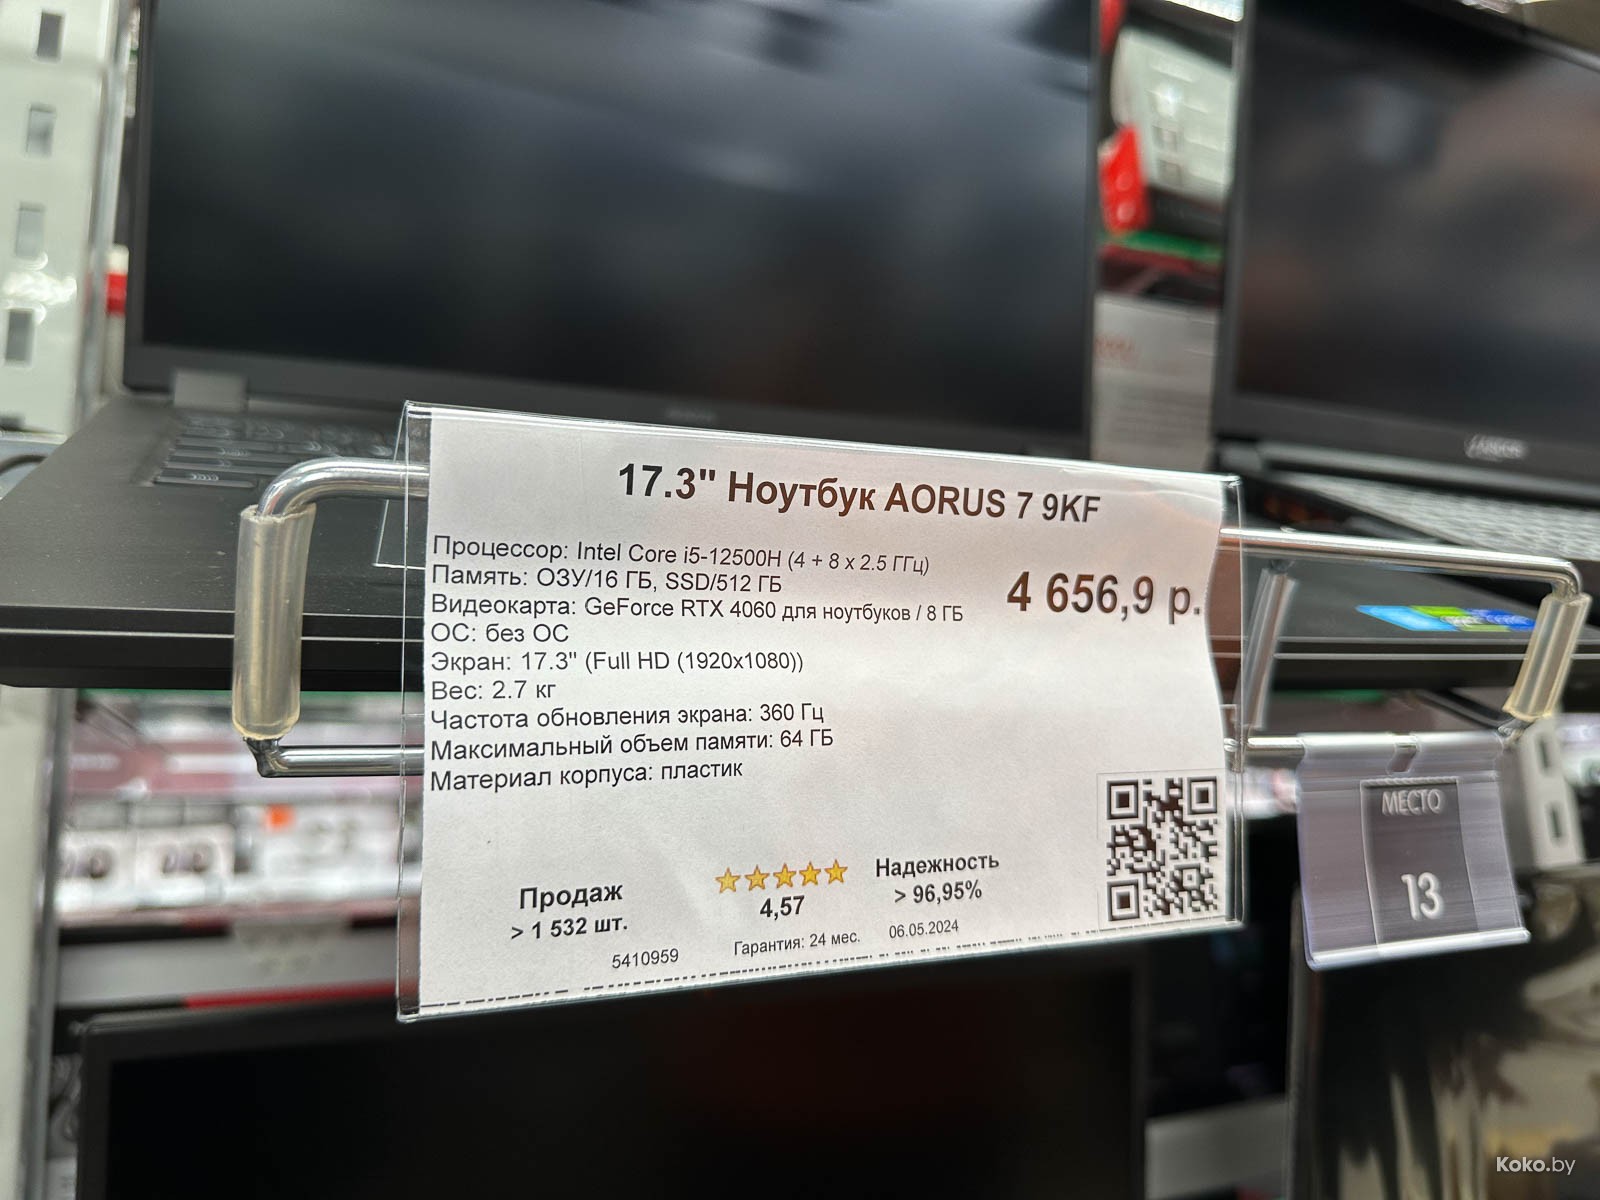 17.3" Ноутбук AORUS 7 9KF
Процессор: Intel Core i5-12500H (4 + 8 x 2.5 ГГц)
Память: ОЗУ/16 ГБ, SSD/512 ГБ
Видеокарта: GeForce RTX 4060 для ноутбуков / 8 ГБ
ОС: без ОС
Экран: 17.3" (Full HD (1920x1080))
Вес: 2.7 кг
Частота обновления экрана: 360 Гц
Максимальный объем памяти: 64 ГБ
Материал корпуса: пластик
4 656,9 р.
Продаж
> 1 532 шт.
4,57
Надежность
> 96,95%
5410959
Гарантия: 24 мес.
06.05.2024
МЕСТО
13
Koko.by